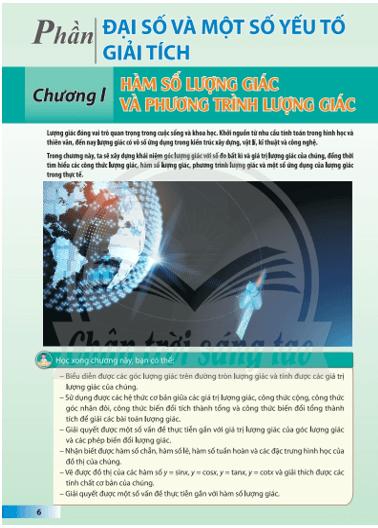 Phần
ĐẠI SỐ VÀ MỘT SỐ YẾU TỐ
GIẢI TÍCH
Chương I
HÀM SỐ LƯỢNG GIÁC
VÀ PHƯƠNG TRÌNH LƯỢNG GIÁC
Lượng giác đóng vai trò quan trọng trong cuộc sống và khoa học. Khởi nguồn từ nhu cầu tính toán trong hình học và
thiên văn, đến nay lượng giác có vô số ứng dụng trong kiến trúc xây dựng, vật lí, kĩ thuật và công nghệ.
Trong chương này, ta sẽ xây dựng khái niệm góc lượng giác với số đo bất kì và giá trị lượng giác của chúng, đồng thời
tìm hiểu các công thức lượng giác, hàm số lượng giác, phương trình lượng giác và một số ứng dụng của lượng giác
trong thực tế.
Chân trời sáng tạo
Học xong chương này, bạn có thể:
– Biểu diễn được các góc lượng giác trên đường tròn lượng giác và tính được các giá trị
lượng giác của chúng.
– Sử dụng được các hệ thức cơ bản giữa các giá trị lượng giác, công thức cộng, công thức
góc nhân đôi, công thức biến đổi tích thành tổng và công thức biến đổi tổng thành
tích để giải các bài toán lượng giác.
– Giải quyết được một số vấn đề thực tiễn gắn với giá trị lượng giác của góc lượng giác
và các phép biến đổi lượng giác.
– Nhận biết được hàm số chẵn, hàm số lẻ, hàm số tuần hoàn và các đặc trưng hình học của
đồ thị của chúng.
– Vẽ được đồ thị của các hàm số y = sinx, y = cosx, y = tanx, y = cotx và giải thích được các
tính chất cơ bản của chúng.
– Giải quyết được một số vấn đề thực tiễn gắn với hàm số lượng giác.
6